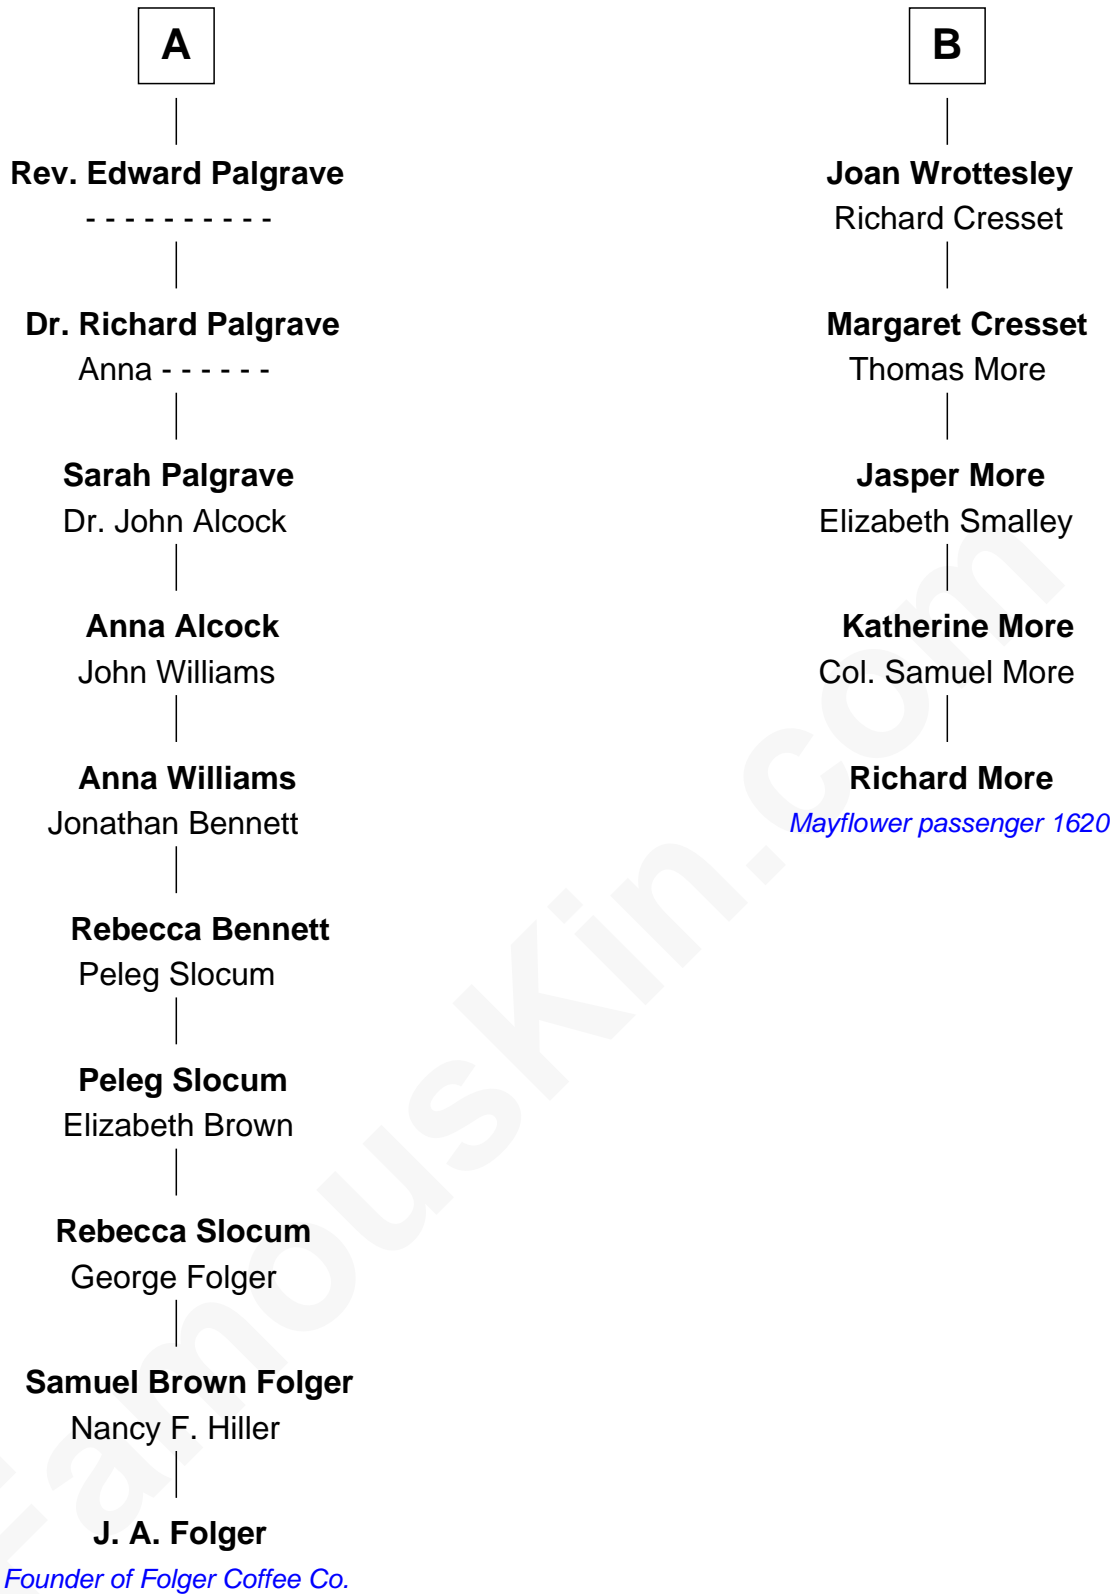 A
Rev. Edward Palgrave
- - - - - - - - - -
Dr. Richard Palgrave
Anna - - - - - -
Sarah Palgrave
Dr. John Alcock
Anna Alcock
John Williams
Anna Williams
Jonathan Bennett
Rebecca Bennett
Peleg Slocum
Peleg Slocum
Elizabeth Brown
Rebecca Slocum
George Folger
Samuel Brown Folger
Nancy F. Hiller
J. A. Folger
Founder of Folger Coffee Co.
B
Joan Wrottesley
Richard Cresset
Margaret Cresset
Thomas More
Jasper More
Elizabeth Smalley
Katherine More
Col. Samuel More
Richard More
Mayflower passenger 1620
FamousKin.com